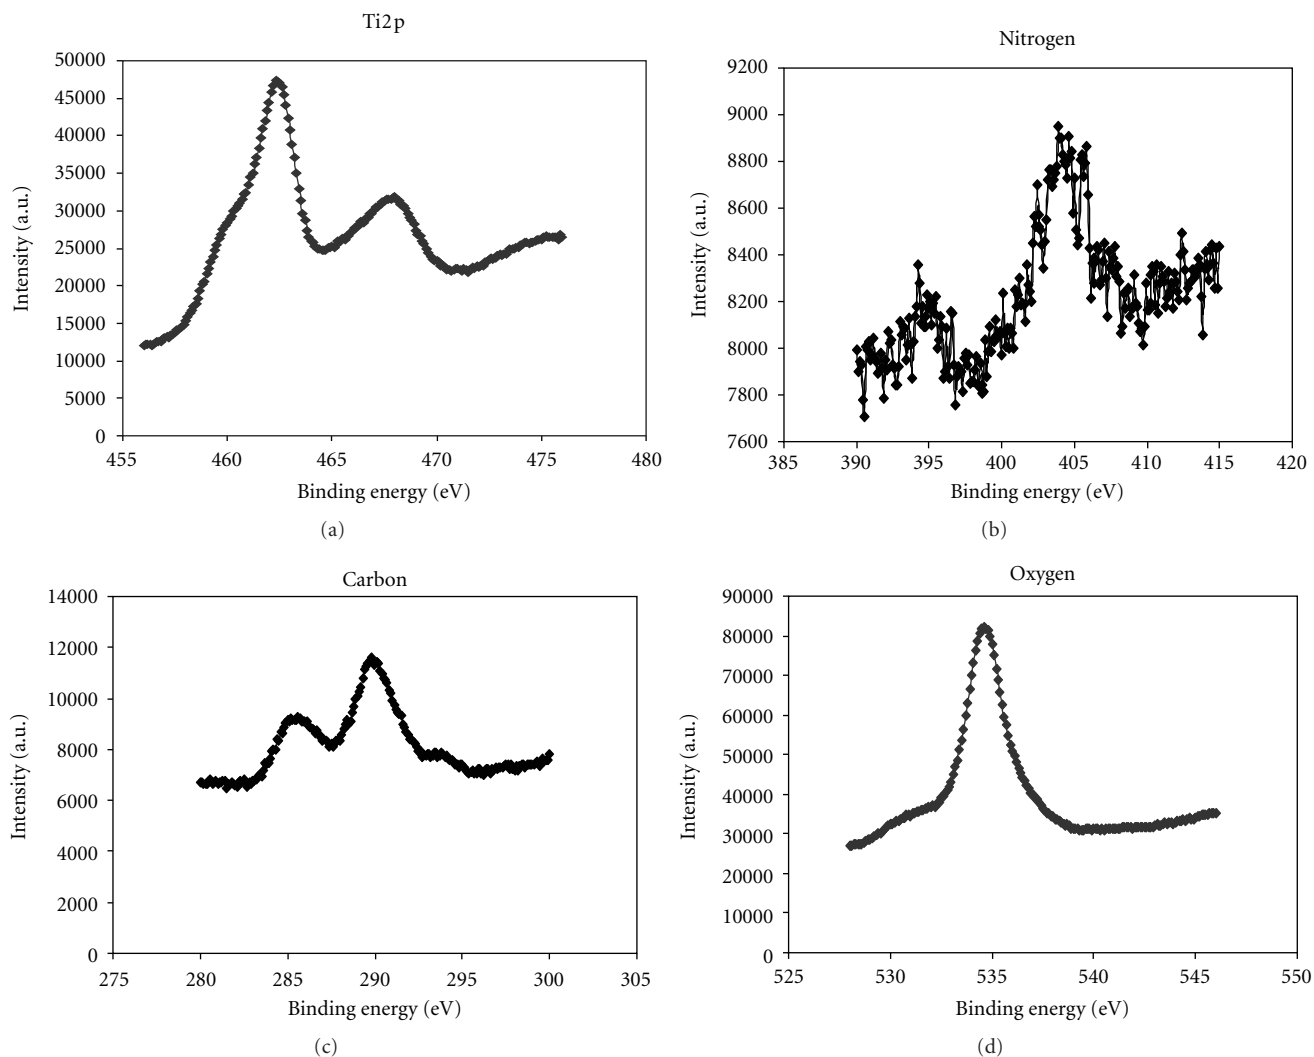 Ti2p
50000
45000
40000
35000
30000
25000
20000
15000
10000
5000
0
455 460 465 470 475 480
Intensity (a.u.)
Binding energy (eV)
(a)
Nitrogen
9200
9000
8800
8600
8400
8200
8000
7800
7600
385 390 395 400 405 410 415 420
Intensity (a.u.)
Binding energy (eV)
(b)
Carbon
14000
12000
10000
8000
6000
4000
2000
0
275 280 285 290 295 300 305
Intensity (a.u.)
Binding energy (eV)
(c)
Oxygen
90000
80000
70000
60000
50000
40000
30000
20000
10000
0
525 530 535 540 545 550
Intensity (a.u.)
Binding energy (eV)
(d)